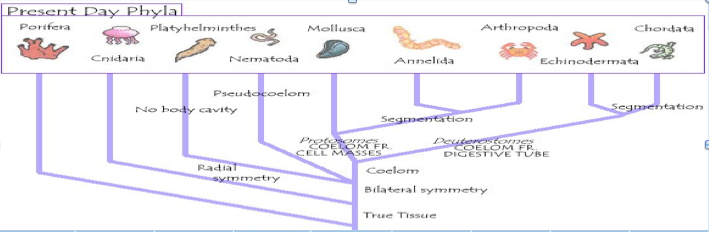 Present Day Phyla
Porifera
Cnidaria
Platyhelminthes
Nematoda
Mollusca
Annelida
Arthropoda
Echinodermata
Chordata
Pseudocoelom
No body cavity
Segmentation
Segmentation
Protosomes
COELOM FR.
CELL MASSES
Deuterostomes
COELOM FR.
DIGESTIVE TUBE
Radial
symmetry
Coelom
Bilateral symmetry
True Tissue